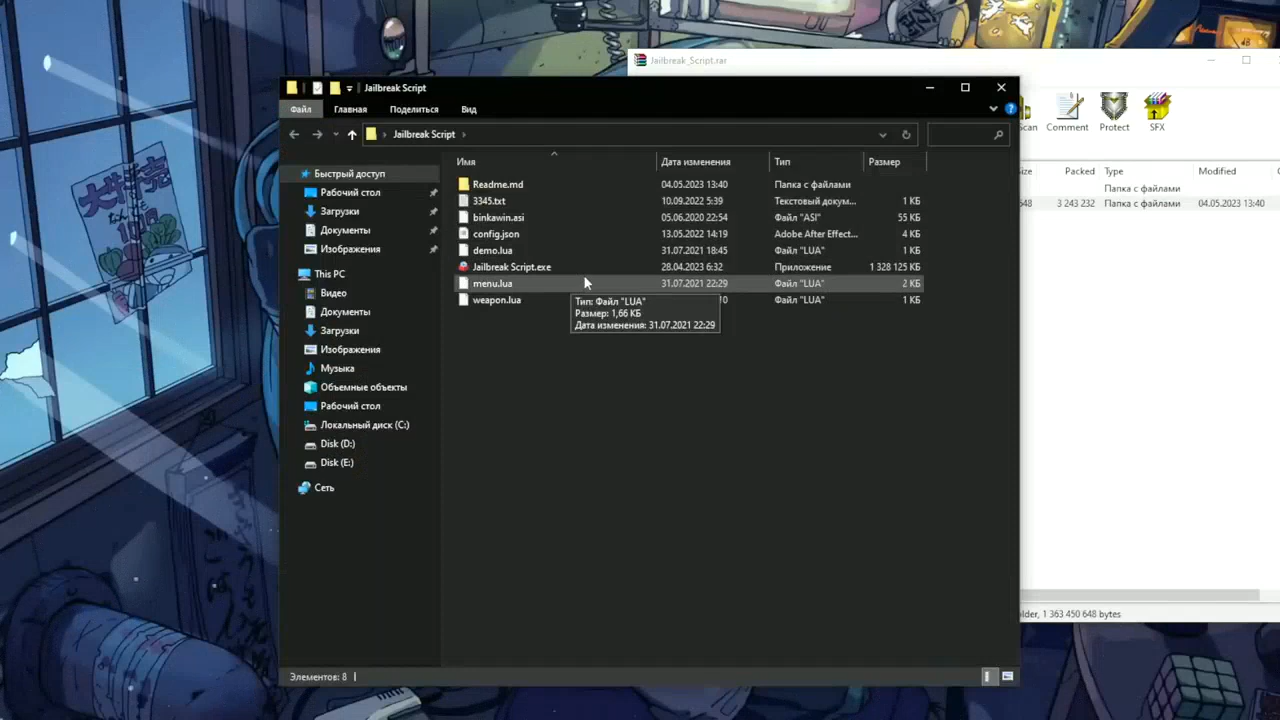 Jailbreak_Script.rar
Jailbreak Script
Файл Главная Поделиться Вид
Jailbreak Script
Scan Comment Protect SFX
Имя Дата изменения Тип Размер
Size Packed Type Modified
Папка с файлами
648 3 243 232 Папка с файлами 04.05.2023 13:40
Быстрый доступ
Рабочий стол
Загрузки
Документы
Изображения
This PC
Видео
Документы
Загрузки
Изображения
Музыка
Объемные объекты
Рабочий стол
Локальный диск (C:)
Disk (D:)
Disk (E:)
Сеть
Readme.md 04.05.2023 13:40 Папка с файлами
3345.txt 10.09.2022 5:39 Текстовый докум... 1 КБ
binkawin.asi 05.06.2020 22:54 Файл "ASI" 55 КБ
config.json 13.05.2022 14:19 Adobe After Effect... 4 КБ
demo.lua 31.07.2021 18:45 Файл "LUA" 1 КБ
Jailbreak Script.exe 28.04.2023 6:32 Приложение 1 328 125 КБ
menu.lua 31.07.2021 22:29 Файл "LUA" 2 КБ
weapon.lua 10 Файл "LUA" 1 КБ
Тип: Файл "LUA"
Размер: 1,66 КБ
Дата изменения: 31.07.2021 22:29
older, 1 363 450 648 bytes
Элементов: 8